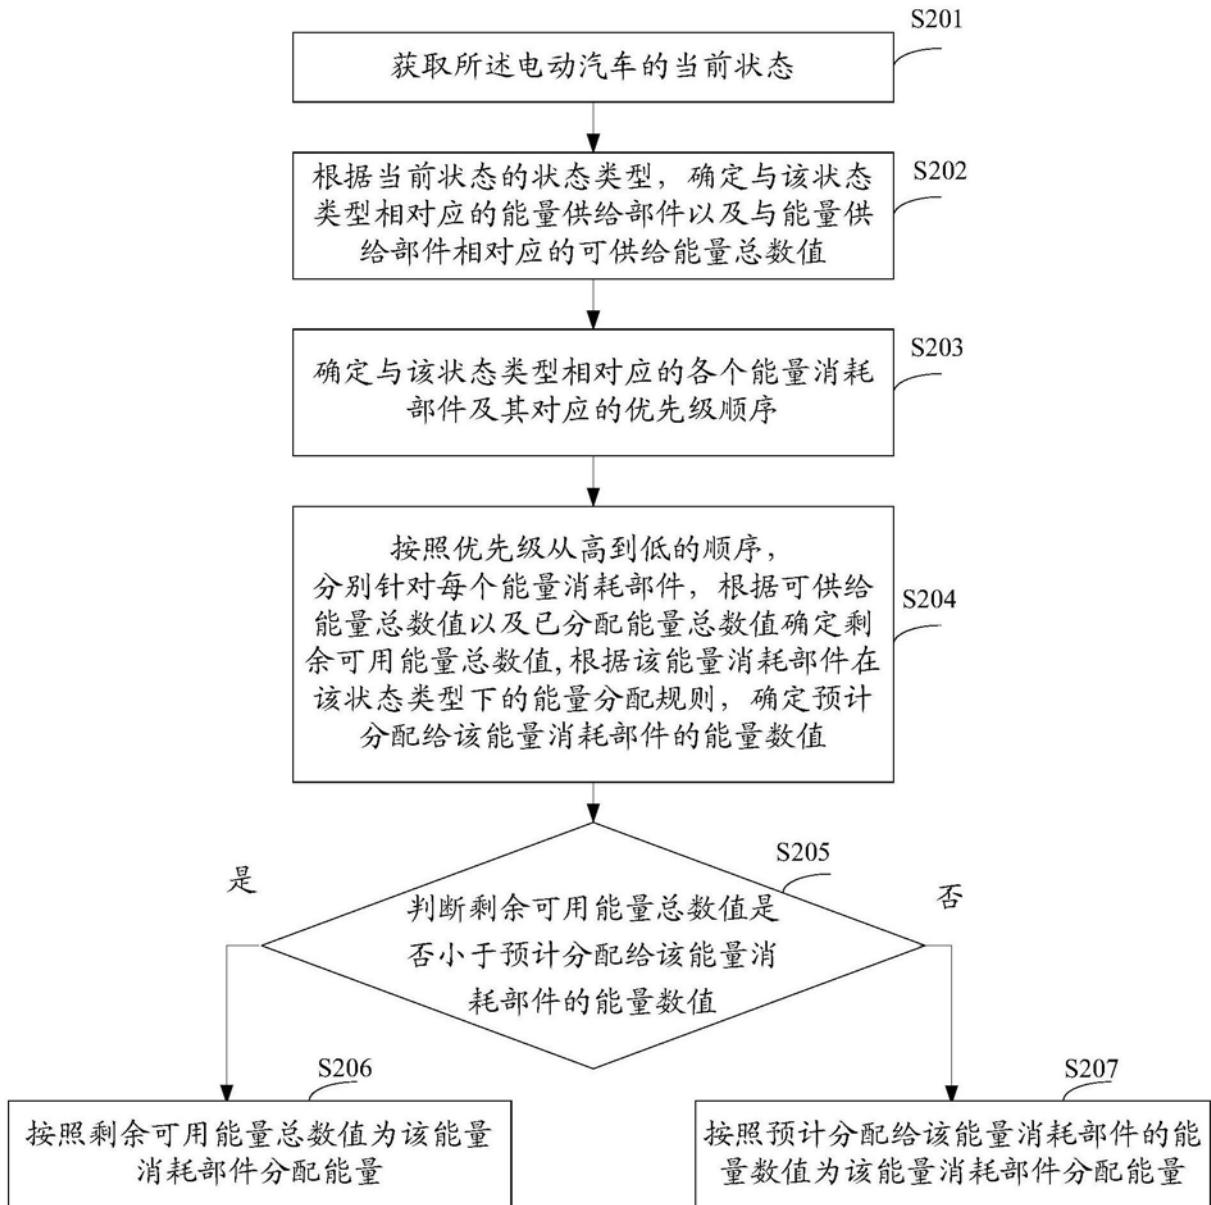 S201
获取所述电动汽车的当前状态
S202
根据当前状态的状态类型，确定与该状态
类型相对应的能量供给部件以及与能量供
给部件相对应的可供给能量总数值
S203
确定与该状态类型相对应的各个能量消耗
部件及其对应的优先级顺序
S204
按照优先级从高到低的顺序，
分别针对每个能量消耗部件，根据可供给
能量总数值以及已分配能量总数值确定剩
余可用能量总数值,根据该能量消耗部件在
该状态类型下的能量分配规则，确定预计
分配给该能量消耗部件的能量数值
S205
是
否
判断剩余可用能量总数值是
否小于预计分配给该能量消
耗部件的能量数值
S206
按照剩余可用能量总数值为该能量
消耗部件分配能量
S207
按照预计分配给该能量消耗部件的能
量数值为该能量消耗部件分配能量